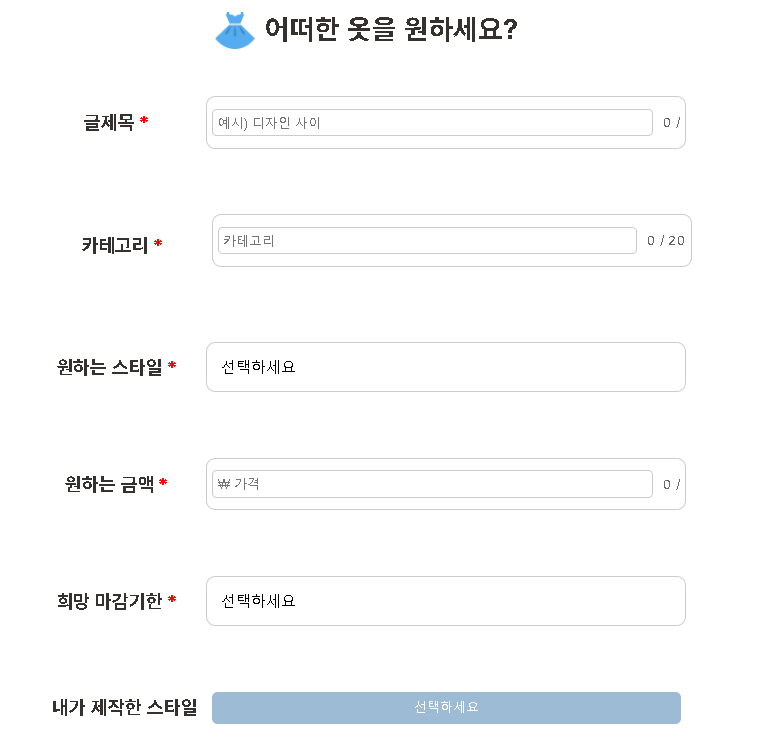 어떠한 옷을 원하세요?
글제목 * 예시) 디자인 사이 0 /
카테고리 * 카테고리 0 / 20
원하는 스타일 * 선택하세요
원하는 금액 * ₩ 가격 0 /
희망 마감기한 * 선택하세요
내가 제작한 스타일 선택하세요